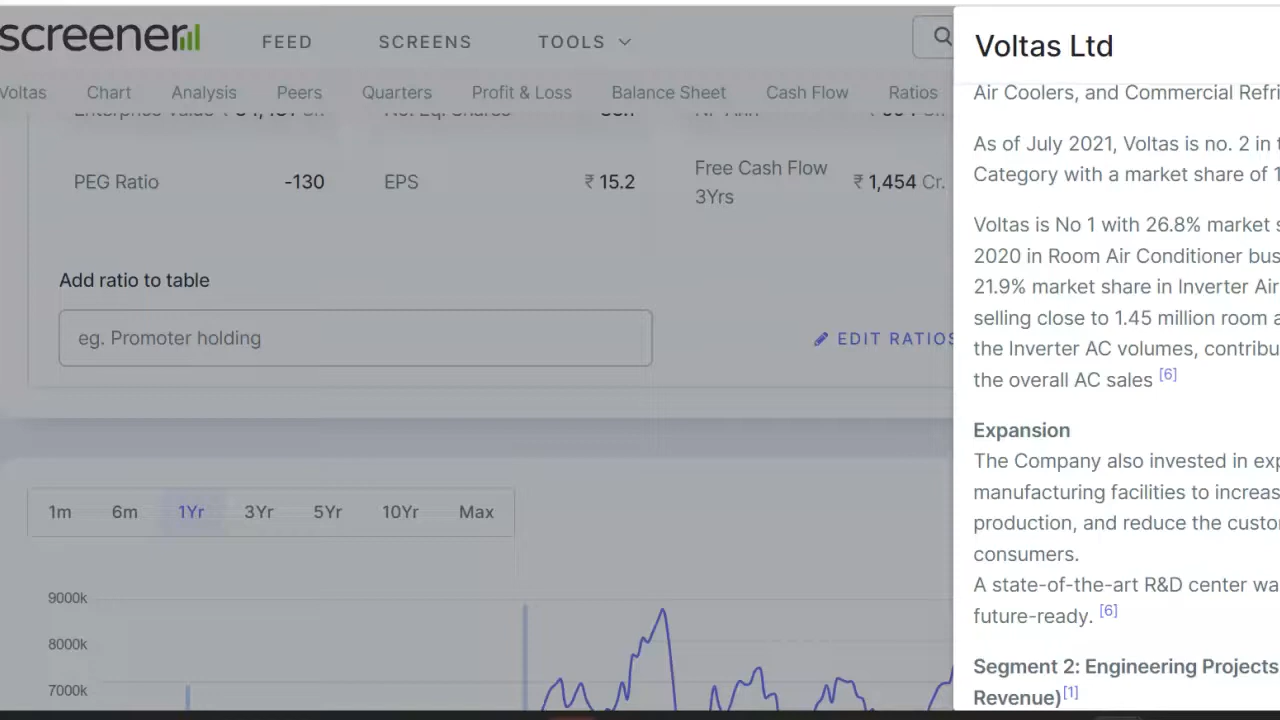 screener
FEED
SCREENS
TOOLS
Voltas
Chart
Analysis
Peers
Quarters
Profit & Loss
Balance Sheet
Cash Flow
Ratios
PEG Ratio
-130
EPS
₹ 15.2
Free Cash Flow
3Yrs
₹ 1,454 Cr.
Add ratio to table
eg. Promoter holding
EDIT RATIOS
1m
6m
1Yr
3Yr
5Yr
10Yr
Max
9000k
8000k
7000k
Voltas Ltd
Air Coolers, and Commercial Refri
As of July 2021, Voltas is no. 2 in t
Category with a market share of 1
Voltas is No 1 with 26.8% market s
2020 in Room Air Conditioner bus
21.9% market share in Inverter Air
selling close to 1.45 million room a
the Inverter AC volumes, contribu
the overall AC sales [6]
Expansion
The Company also invested in exp
manufacturing facilities to increas
production, and reduce the custo
consumers.
A state-of-the-art R&D center wa
future-ready. [6]
Segment 2: Engineering Projects
Revenue)[1]